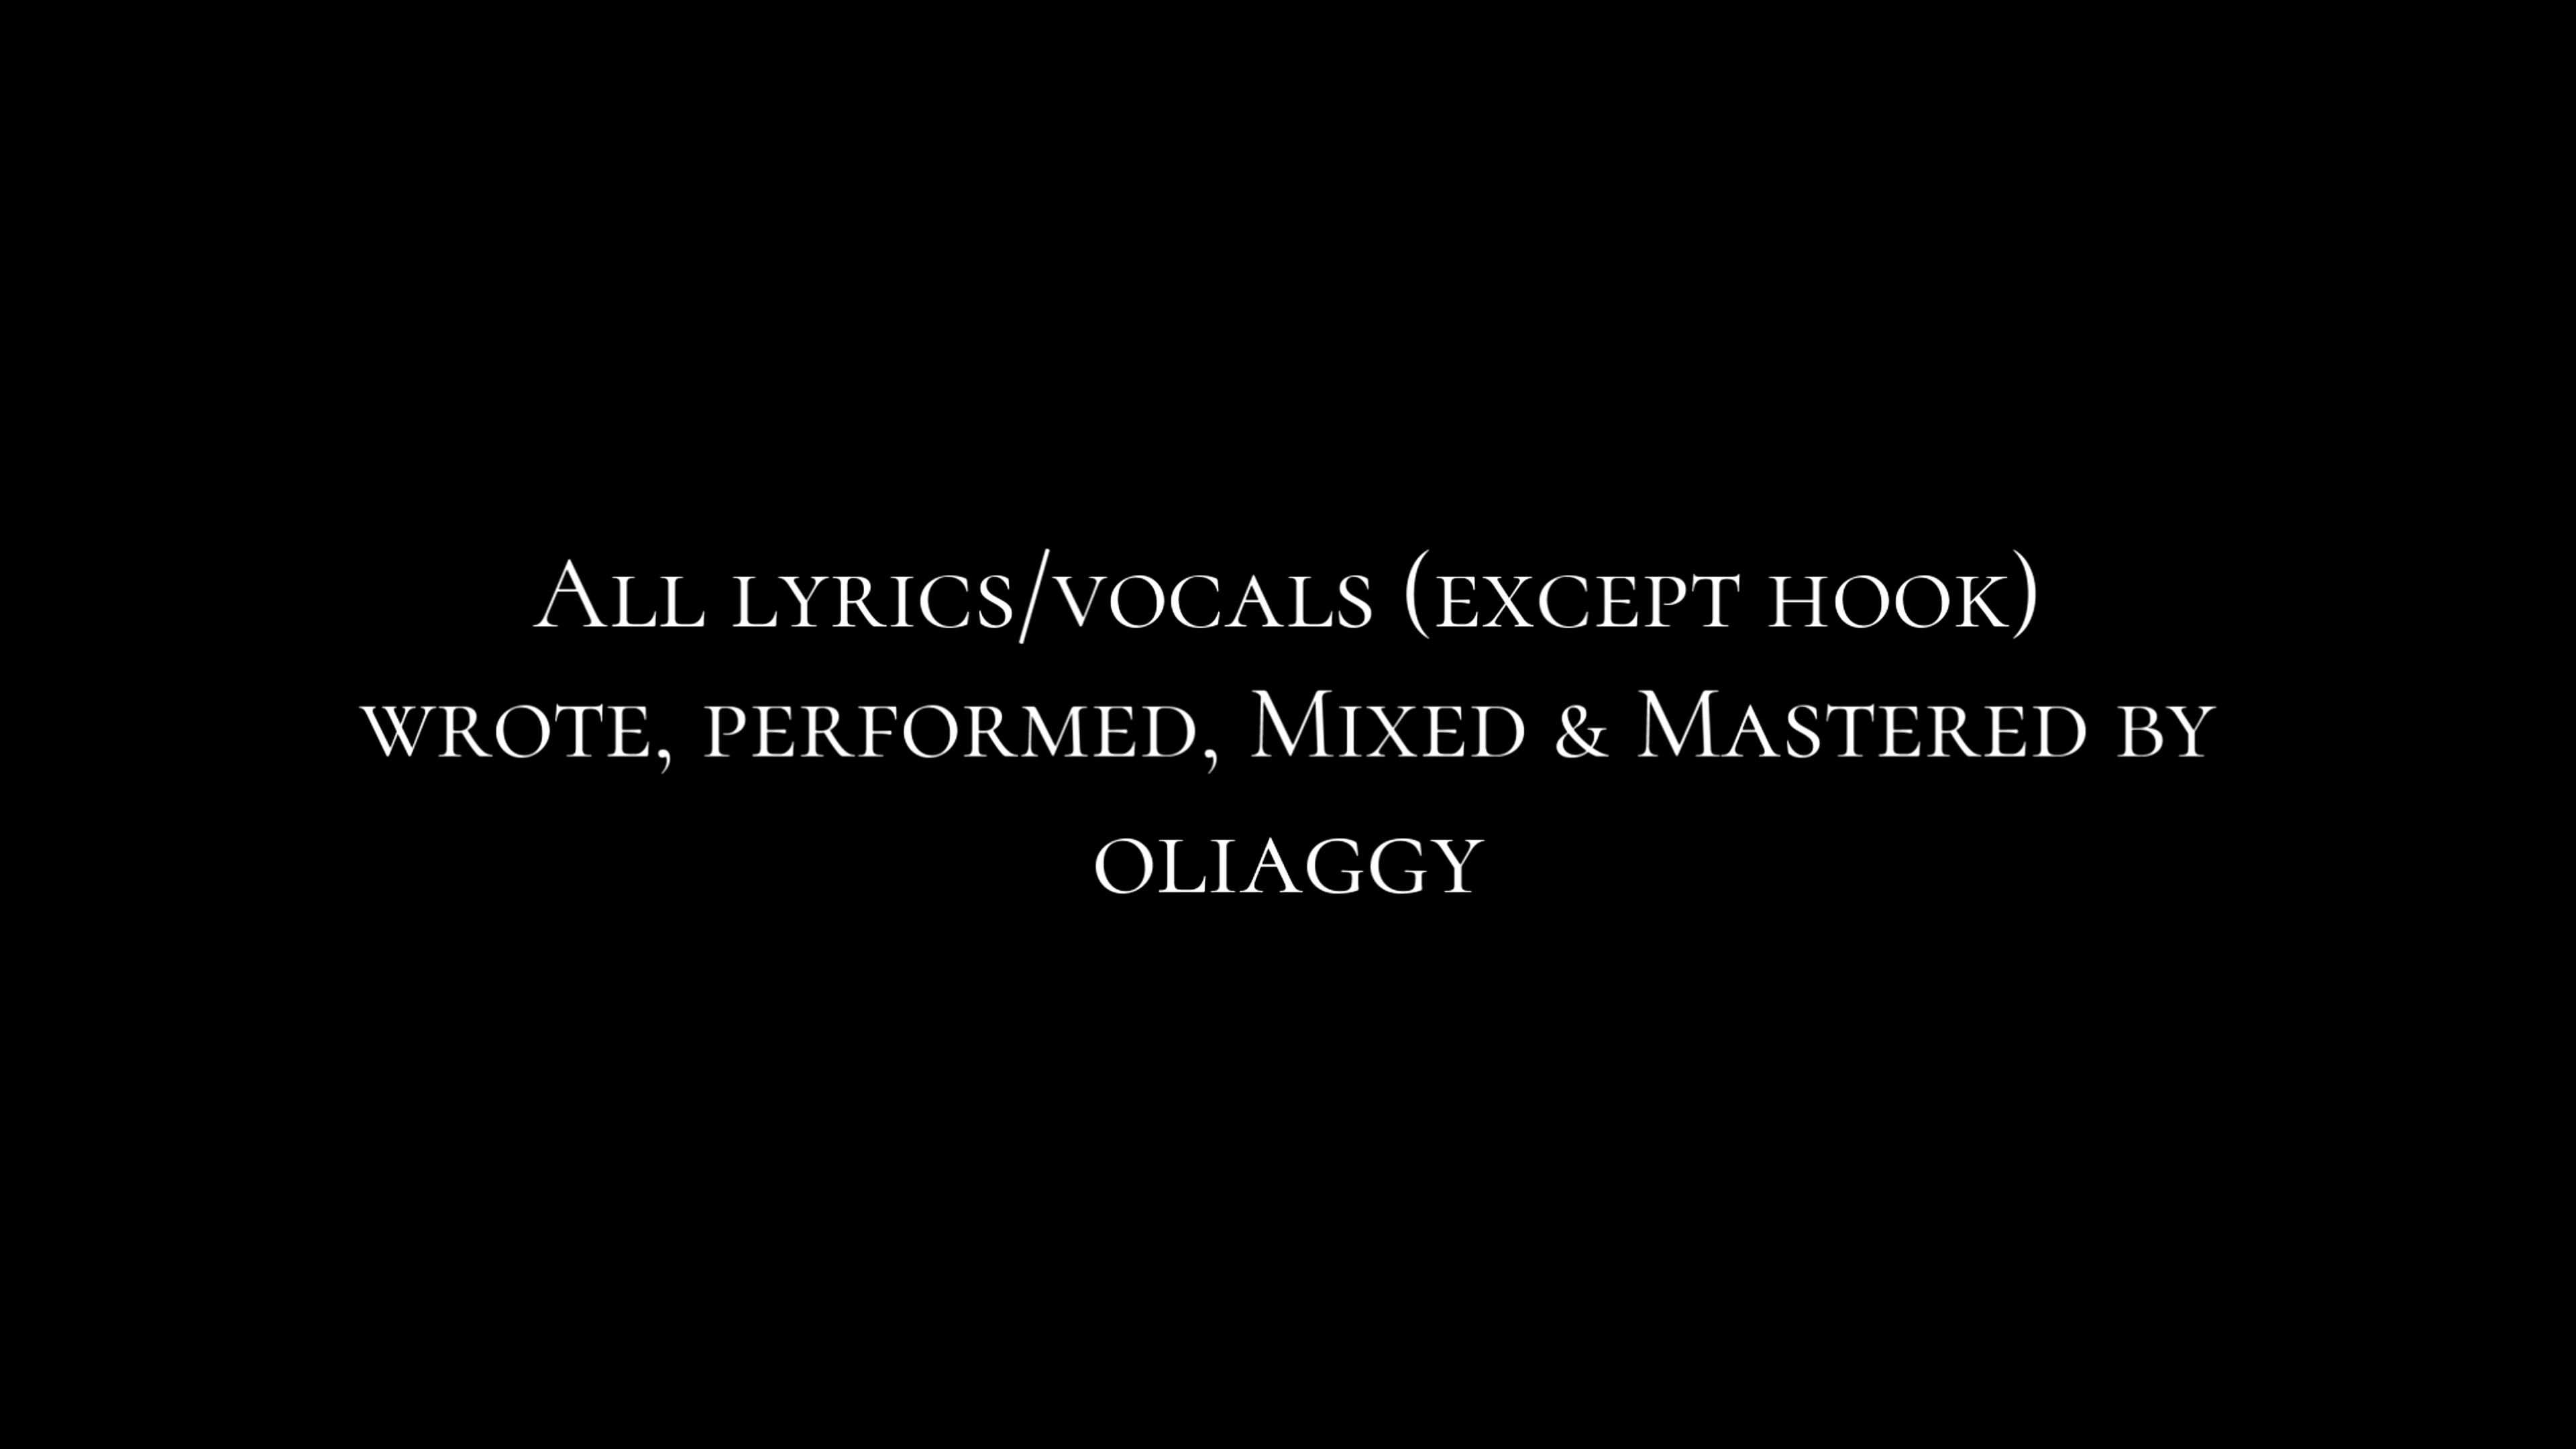 All lyrics/vocals (except hook)
wrote, performed, Mixed & Mastered by
oliaggy